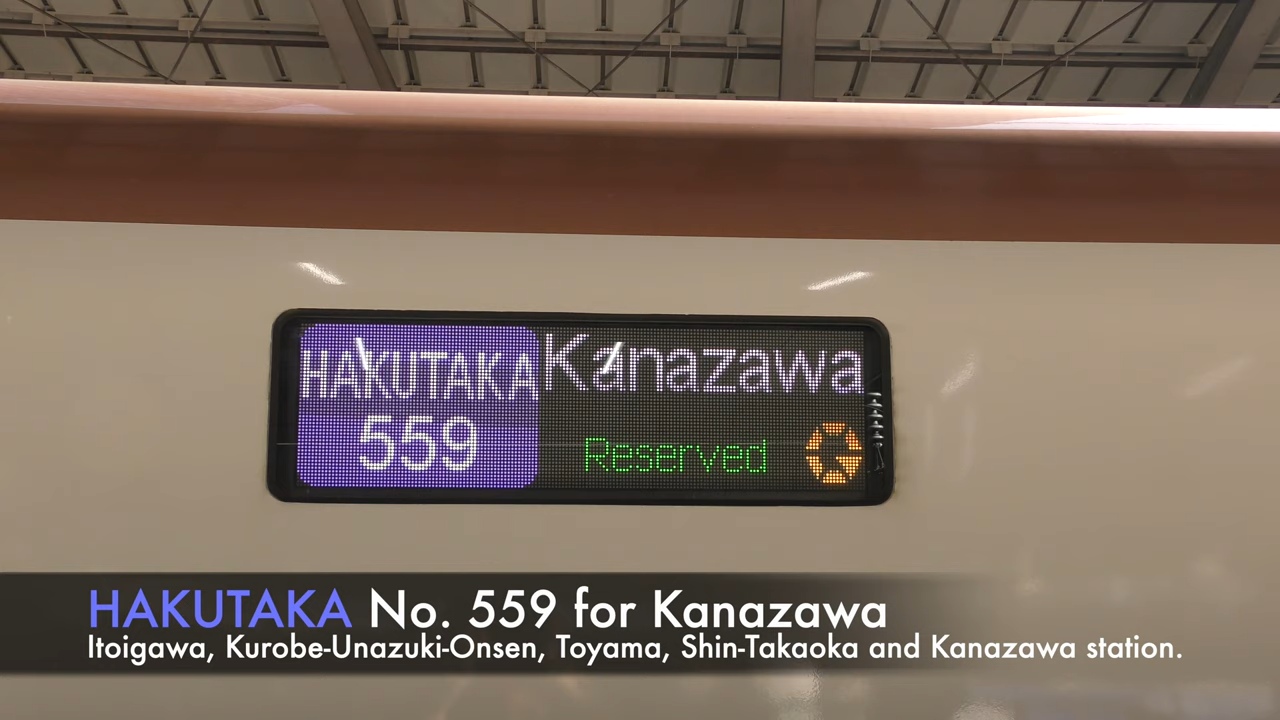 HAKUTAKA Kanazawa
559 Reserved
HAKUTAKA No. 559 for Kanazawa
Itoigawa, Kurobe-Unazuki-Onsen, Toyama, Shin-Takaoka and Kanazawa station.